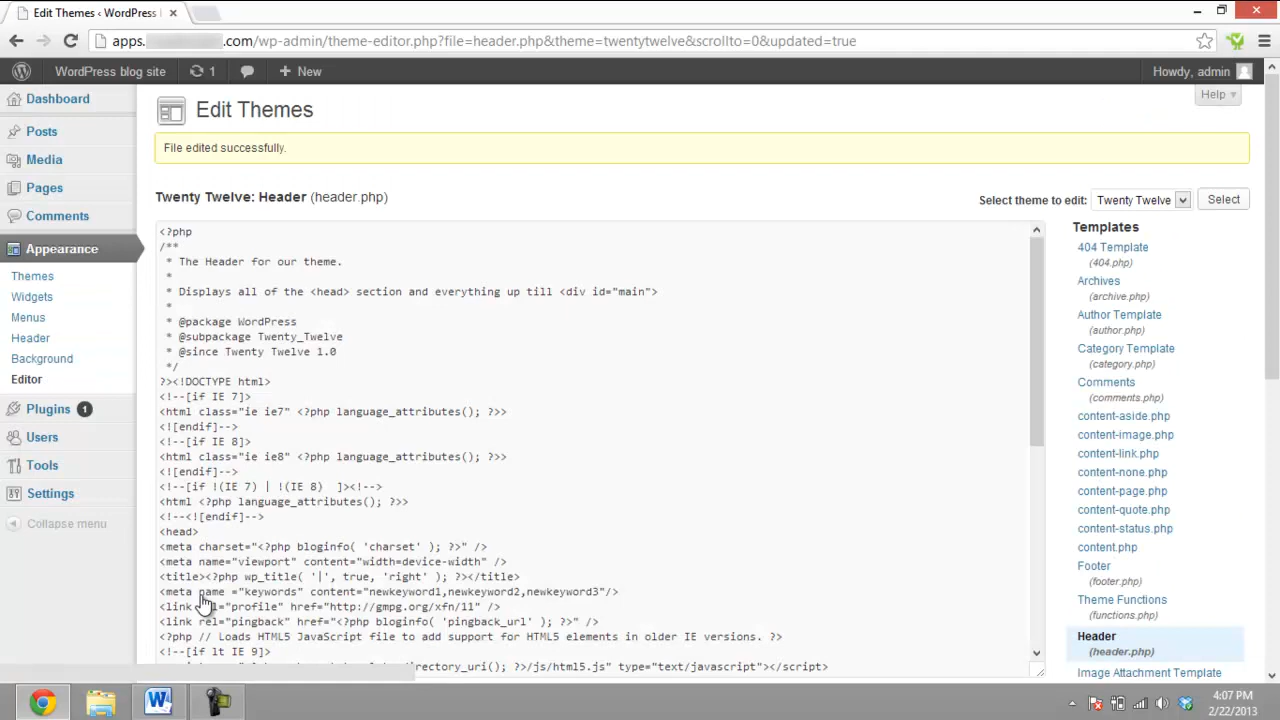 Edit Themes ‹ WordPress
apps. .com/wp-admin/theme-editor.php?file=header.php&theme=twentytwelve&scrollto=0&updated=true
WordPress blog site 1 + New Howdy, admin
Help
Dashboard
Posts
Media
Pages
Comments
Appearance
Themes
Widgets
Menus
Header
Background
Editor
Plugins 1
Users
Tools
Settings
Collapse menu
Edit Themes
File edited successfully.
Twenty Twelve: Header (header.php)
Select theme to edit: Twenty Twelve Select
<?php
/**
* The Header for our theme.
*
* Displays all of the <head> section and everything up till <div id="main">
*
* @package WordPress
* @subpackage Twenty_Twelve
* @since Twenty Twelve 1.0
*/
?><!DOCTYPE html>
<!--[if IE 7]>
<html class="ie ie7" <?php language_attributes(); ?>>
<![endif]-->
<!--[if IE 8]>
<html class="ie ie8" <?php language_attributes(); ?>>
<![endif]-->
<!--[if !(IE 7) | !(IE 8)  ]><!-->
<html <?php language_attributes(); ?>>
<!--<![endif]-->
<head>
<meta charset="<?php bloginfo( 'charset' ); ?>" />
<meta name="viewport" content="width=device-width" />
<title><?php wp_title( '|', true, 'right' ); ?></title>
<meta name ="keywords" content="newkeyword1,newkeyword2,newkeyword3"/>
<link rel="profile" href="http://gmpg.org/xfn/11" />
<link rel="pingback" href="<?php bloginfo( 'pingback_url' ); ?>" />
<?php // Loads HTML5 JavaScript file to add support for HTML5 elements in older IE versions. ?>
<!--[if lt IE 9]>
directory_uri(); ?>/js/html5.js" type="text/javascript"></script>
Templates
404 Template
(404.php)
Archives
(archive.php)
Author Template
(author.php)
Category Template
(category.php)
Comments
(comments.php)
content-aside.php
content-image.php
content-link.php
content-none.php
content-page.php
content-quote.php
content-status.php
content.php
Footer
(footer.php)
Theme Functions
(functions.php)
Header
(header.php)
Image Attachment Template
4:07 PM
2/22/2013